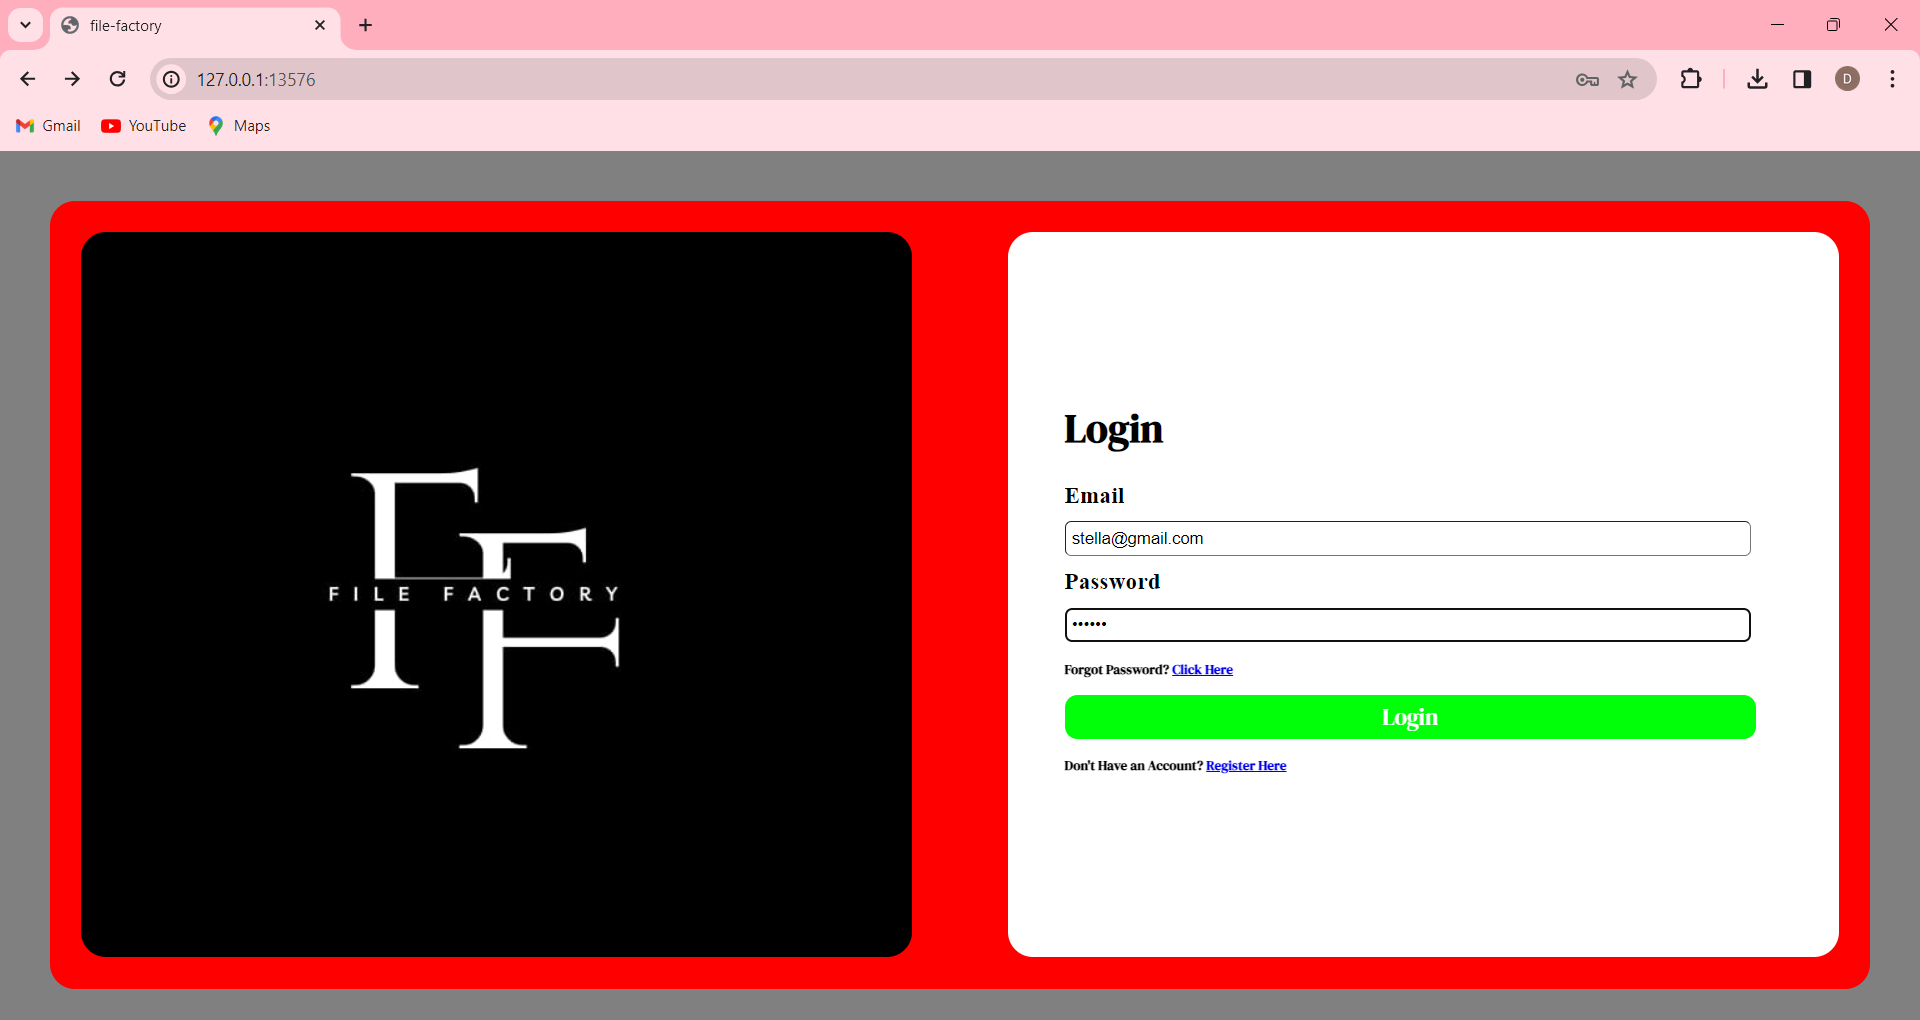 file-factory
127.0.0.1:13576
D
Gmail YouTube Maps
FILE FACTORY
Login
Email
stella@gmail.com
Password
••••••
Forgot Password? Click Here
Login
Don't Have an Account? Register Here